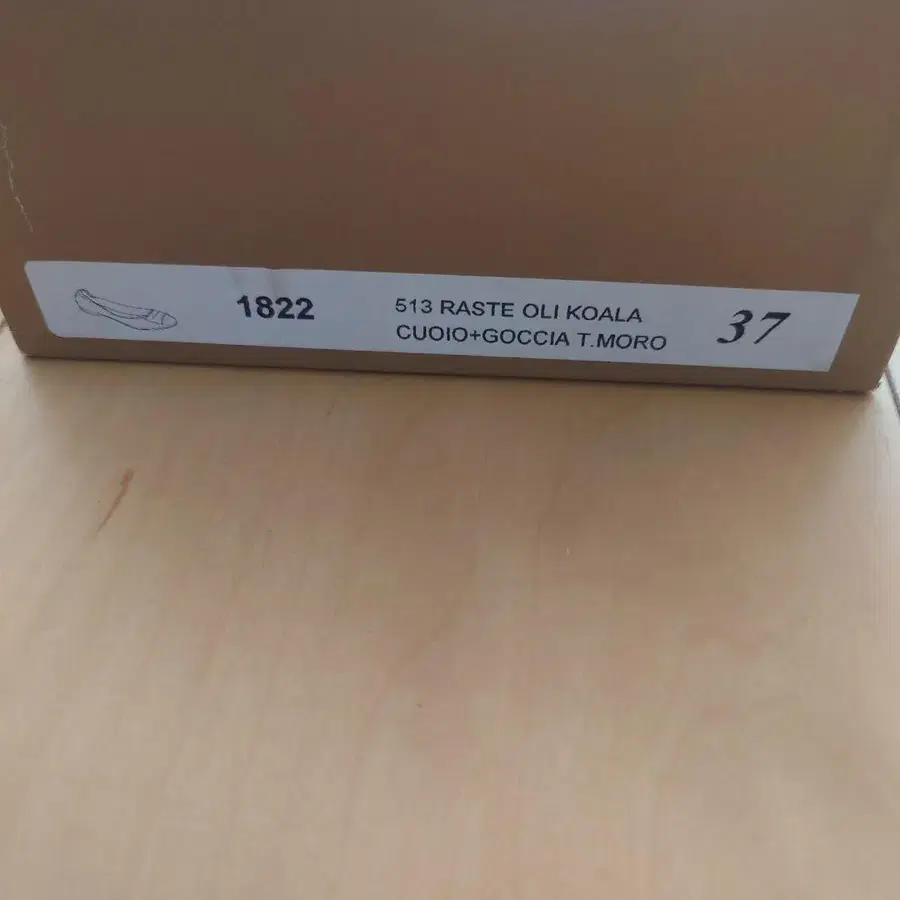 1822
513 RASTE OLI KOALA
CUOIO+GOCCIA T.MORO
37